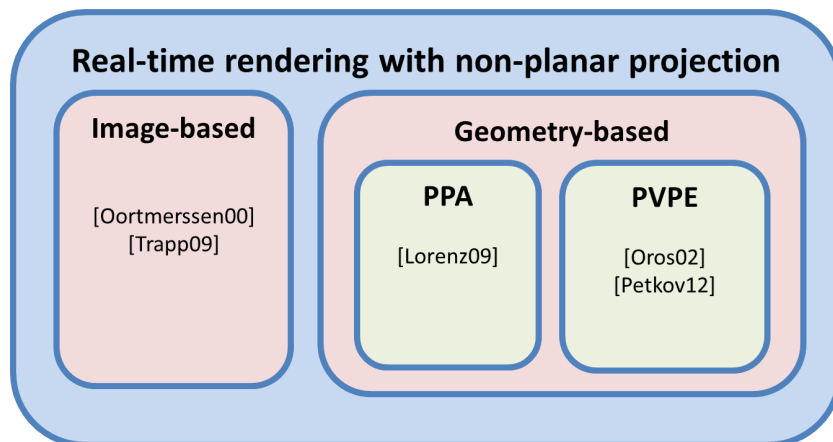 Real-time rendering with non-planar projection
Image-based
[Oortmerssen00]
[Trapp09]
Geometry-based
PPA
[Lorenz09]
PVPE
[Oros02]
[Petkov12]